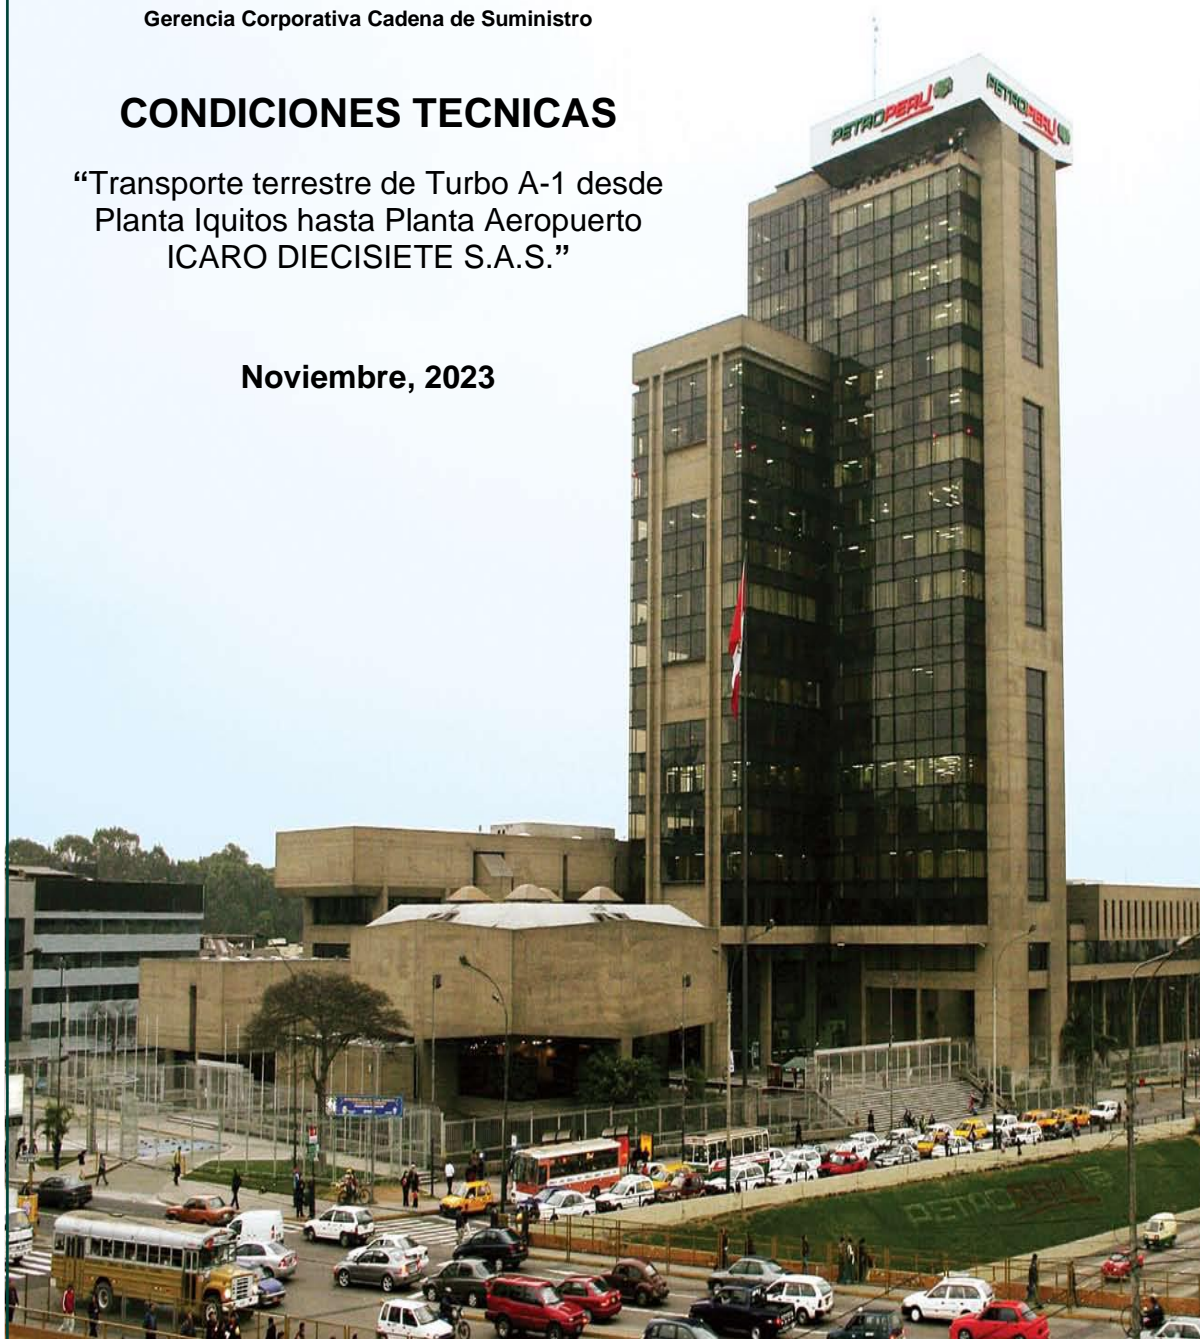 Gerencia Corporativa Cadena de Suministro
CONDICIONES TECNICAS
“Transporte terrestre de Turbo A-1 desde
Planta Iquitos hasta Planta Aeropuerto
ICARO DIECISIETE S.A.S.”
Noviembre, 2023
PETROPERU
PETROPERU
PETROPERU